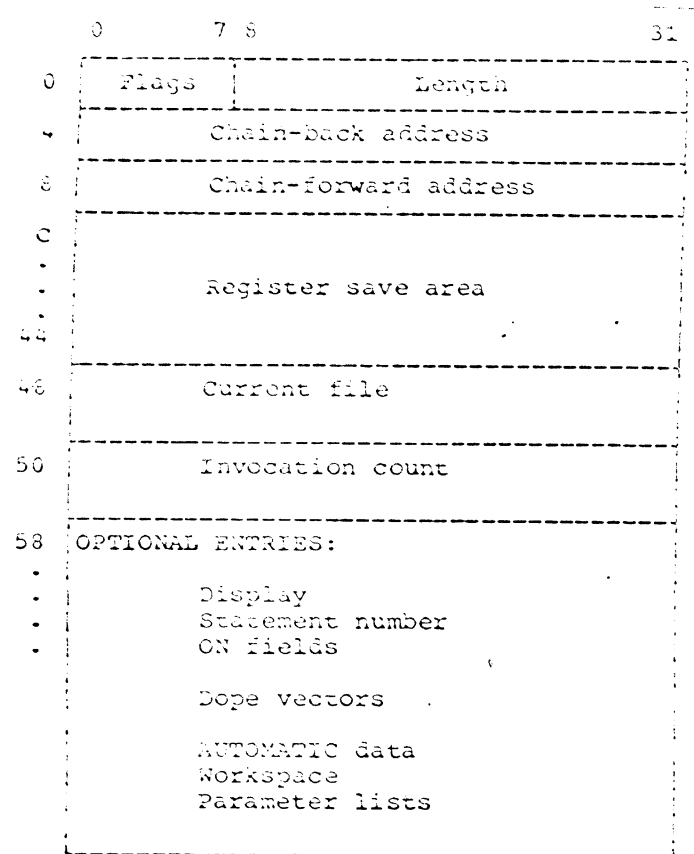 0 7 8 31
0 Flags Length
4 Chain-back address
8 Chain-forward address
C
.
. Register save area
.
44
48 Current file
50 Invocation count
58 OPTIONAL ENTRIES:
.
. Display
. Statement number
. ON fields
Dope vectors
AUTOMATIC data
Workspace
Parameter lists